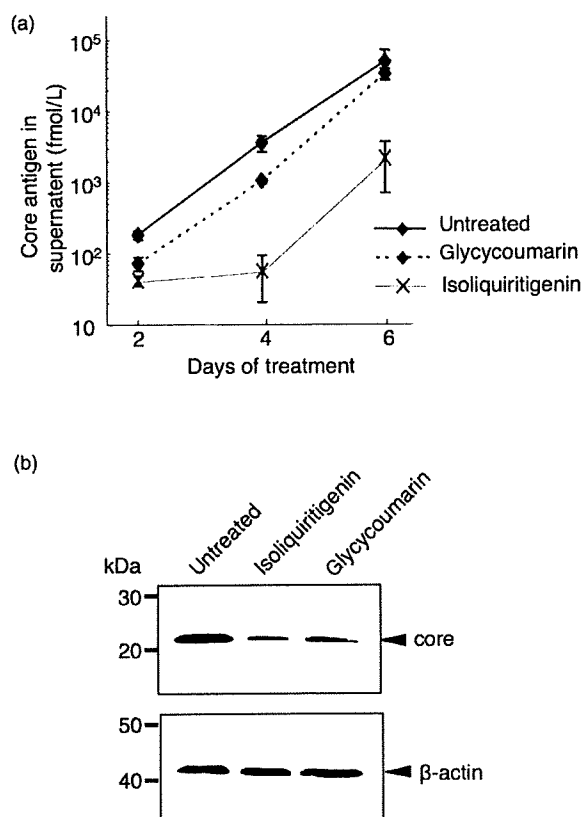 (a)
Core antigen in
supernatent (fmol/L)
10⁵
10⁴
10³
10²
10
2 4 6
Days of treatment
Untreated
Glycycoumarin
Isoliquiritigenin
(b)
Untreated
Isoliquiritigenin
Glycycoumarin
kDa
30
20
core
50
40
β-actin